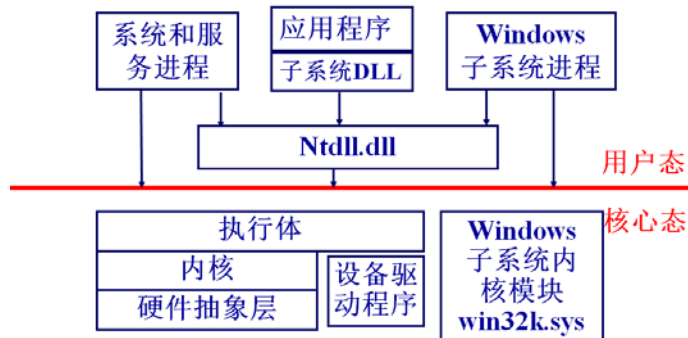 系统和服
务进程
应用程序
子系统DLL
Windows
子系统进程
Ntdll.dll
用户态
核心态
执行体
内核
硬件抽象层
设备驱
动程序
Windows
子系统内
核模块
win32k.sys